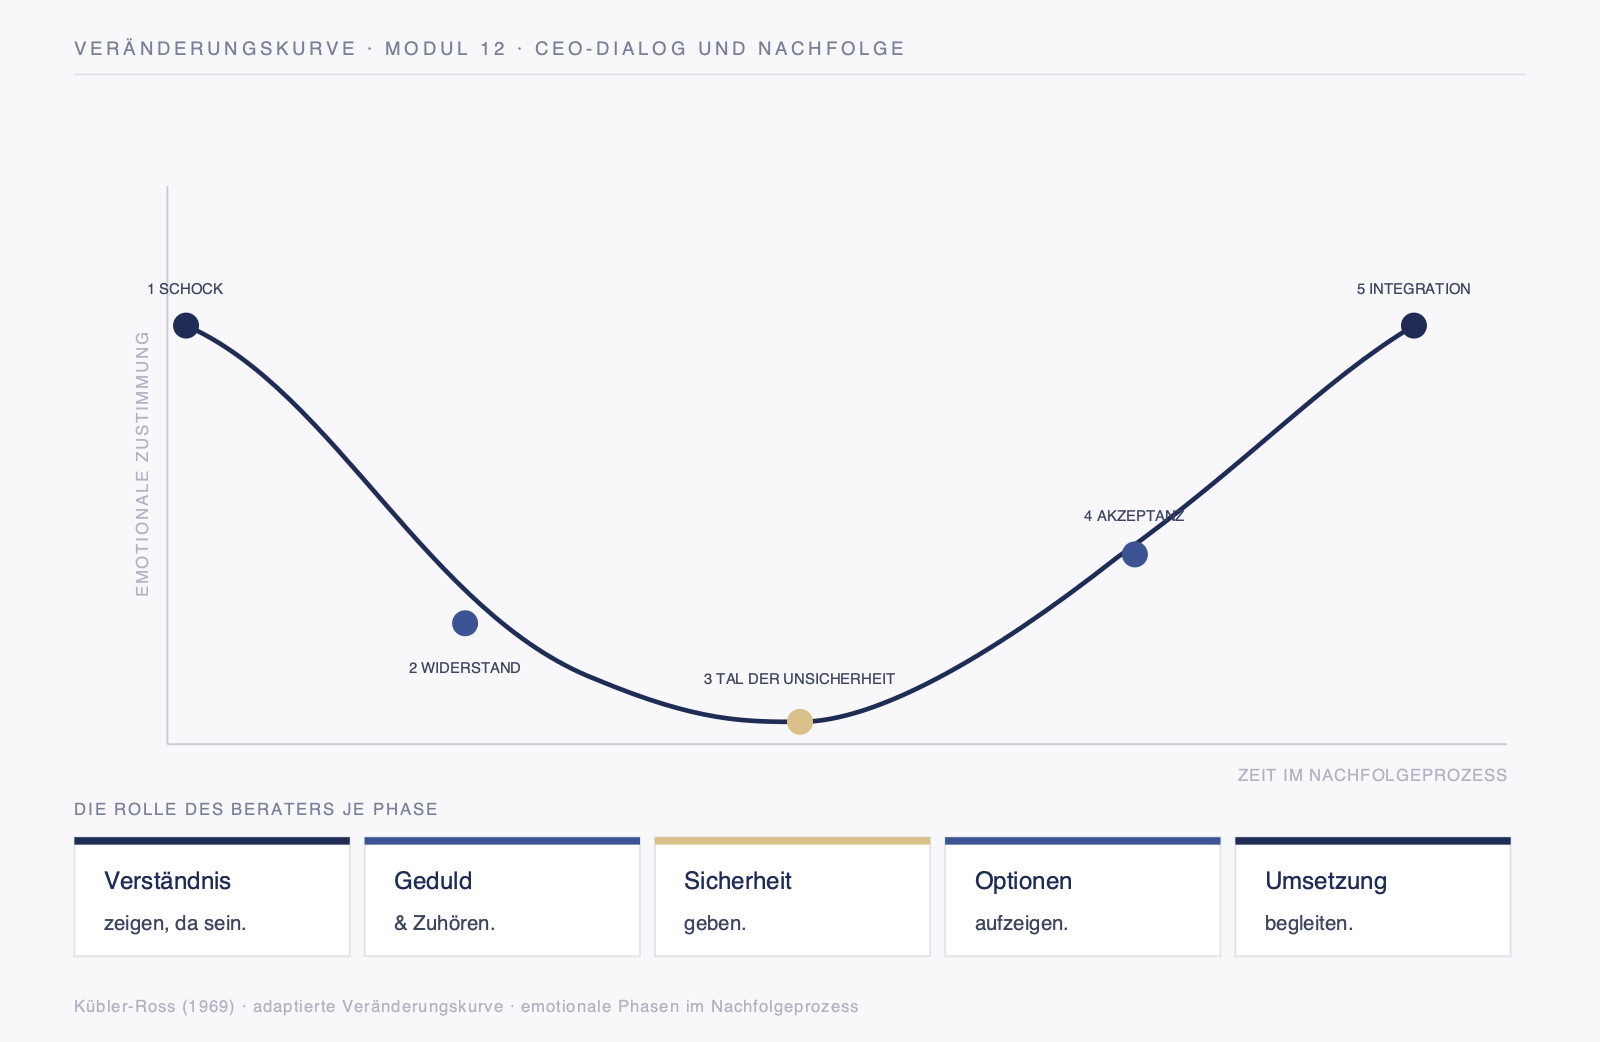 VERÄNDERUNGSKURVE · MODUL 12 · CEO-DIALOG UND NACHFOLGE
1 SCHOCK
5 INTEGRATION
EMOTIONALE ZUSTIMMUNG
4 AKZEPTANZ
2 WIDERSTAND
3 TAL DER UNSICHERHEIT
ZEIT IM NACHFOLGEPROZESS
DIE ROLLE DES BERATERS JE PHASE
Verständnis
zeigen, da sein.
Geduld
& Zuhören.
Sicherheit
geben.
Optionen
aufzeigen.
Umsetzung
begleiten.
Kübler-Ross (1969) · adaptierte Veränderungskurve · emotionale Phasen im Nachfolgeprozess